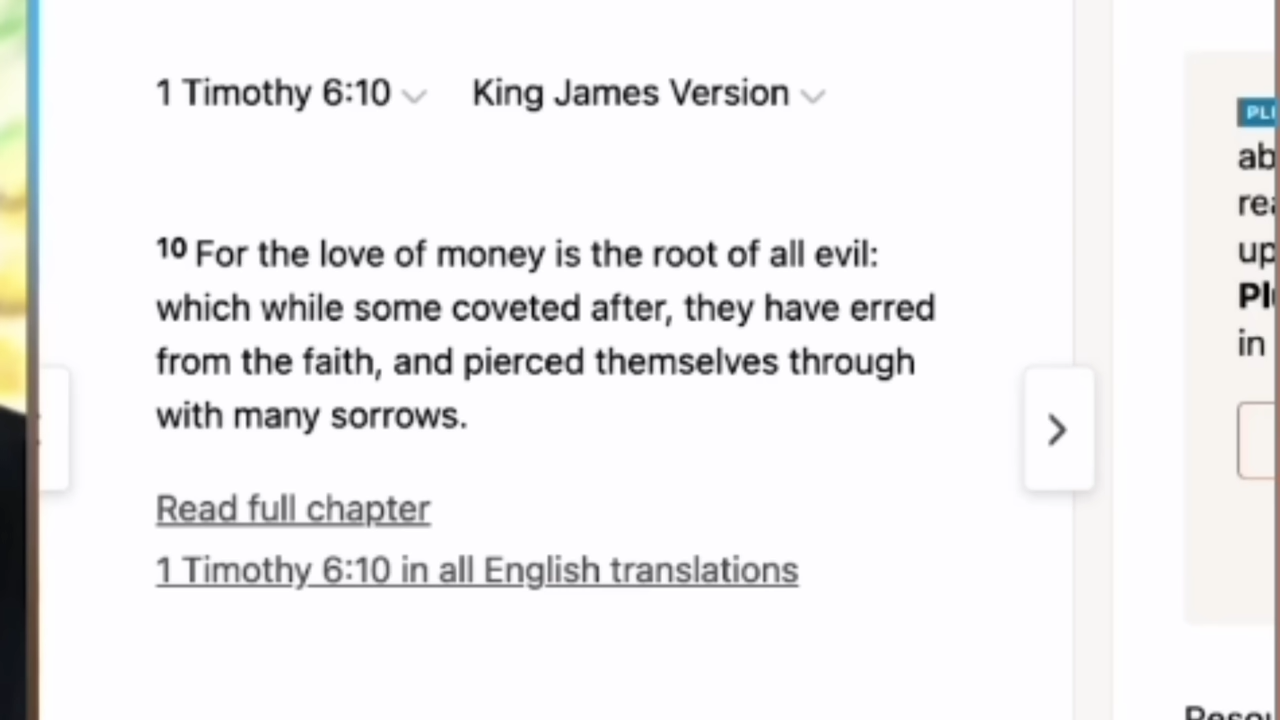 1 Timothy 6:10 King James Version
10 For the love of money is the root of all evil:
which while some coveted after, they have erred
from the faith, and pierced themselves through
with many sorrows.
Read full chapter
1 Timothy 6:10 in all English translations
in